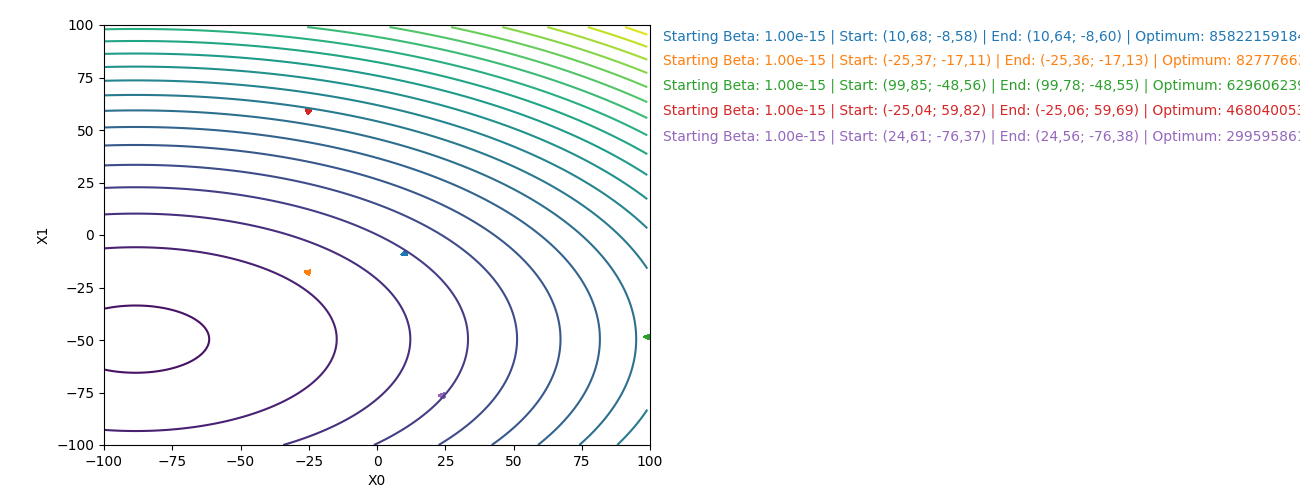 100
75
50
25
0
−25
−50
−75
−100
X1
−100
−75
−50
−25
0
25
50
75
100
X0
Starting Beta: 1.00e-15 | Start: (10,68; -8,58) | End: (10,64; -8,60) | Optimum: 8582215918
Starting Beta: 1.00e-15 | Start: (-25,37; -17,11) | End: (-25,36; -17,13) | Optimum: 8277766
Starting Beta: 1.00e-15 | Start: (99,85; -48,56) | End: (99,78; -48,55) | Optimum: 629606239
Starting Beta: 1.00e-15 | Start: (-25,04; 59,82) | End: (-25,06; 59,69) | Optimum: 468040053
Starting Beta: 1.00e-15 | Start: (24,61; -76,37) | End: (24,56; -76,38) | Optimum: 29959586